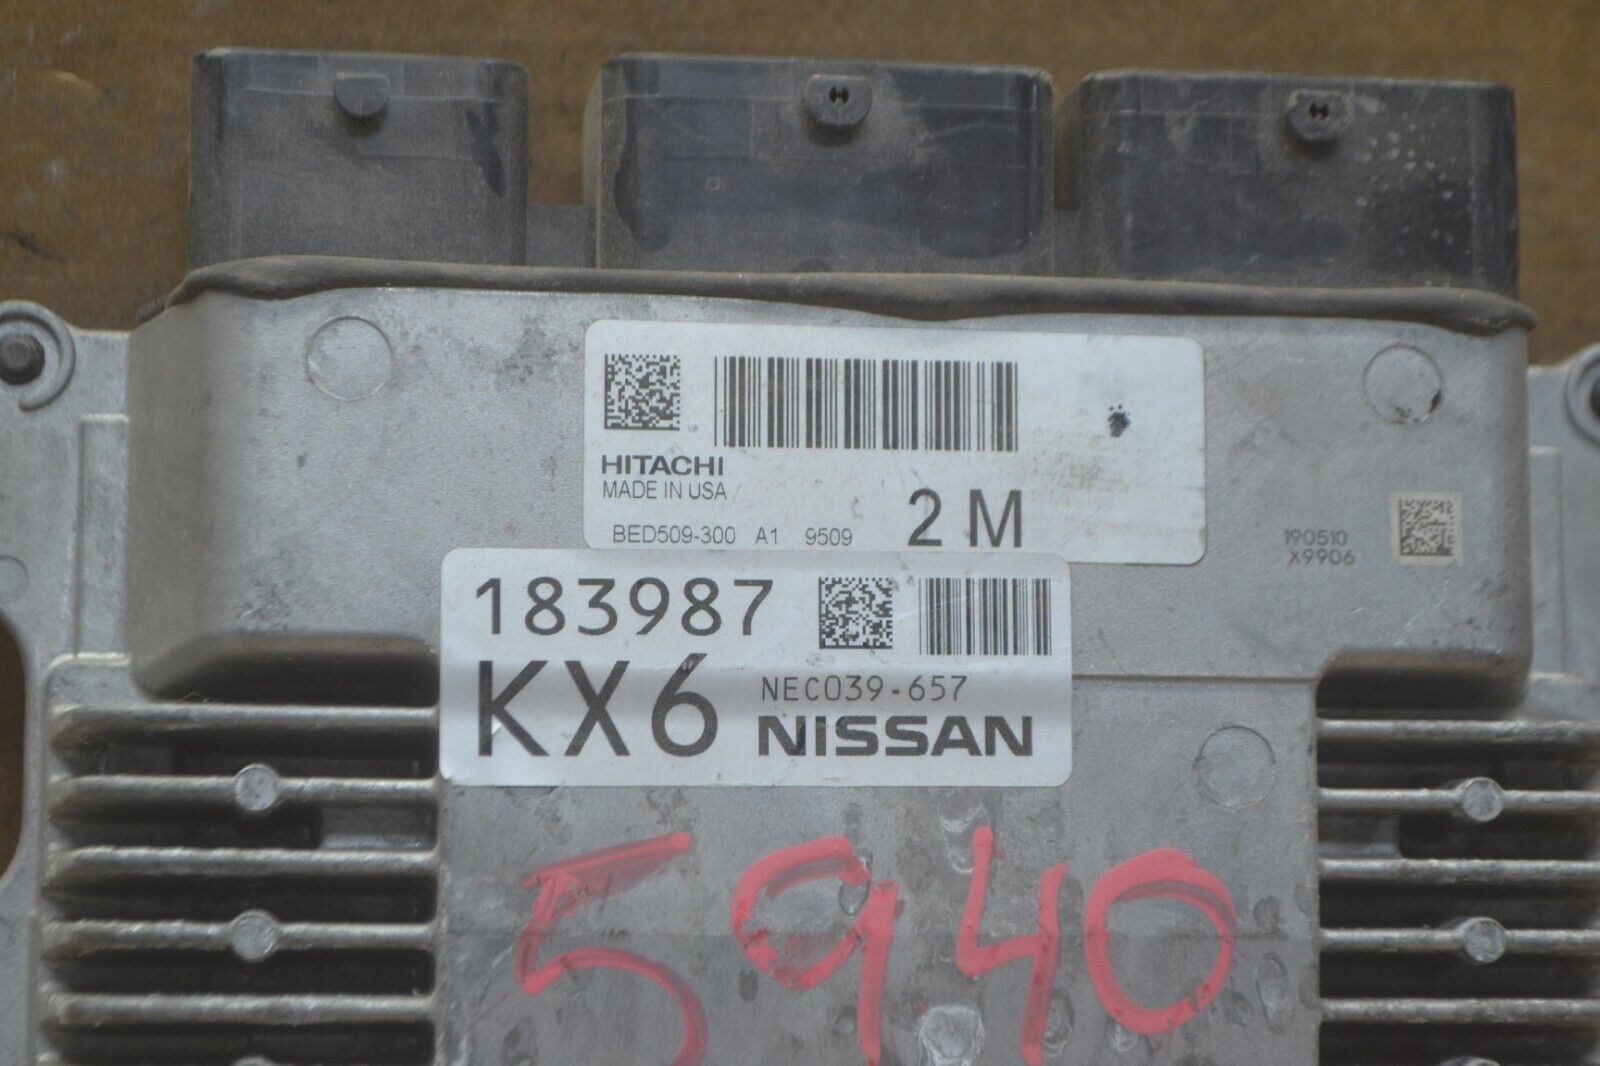 HITACHI
MADE IN USA
BED509-300 A1 9509 2 M
190510
X9906
183987
KX6 NEC039-657
NISSAN
5940